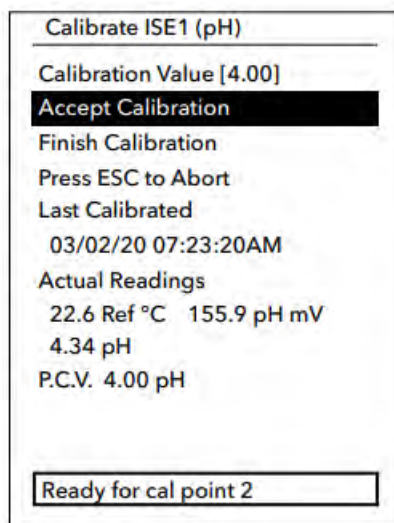 Calibrate ISE1 (pH)
Calibration Value [4.00]
Accept Calibration
Finish Calibration
Press ESC to Abort
Last Calibrated
03/02/20 07:23:20AM
Actual Readings
22.6 Ref °C 155.9 pH mV
4.34 pH
P.C.V. 4.00 pH
Ready for cal point 2